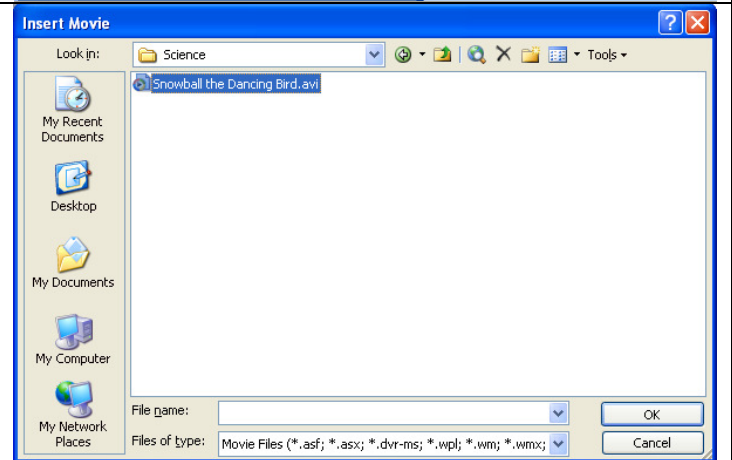 Insert Movie
Look in:
Science
Tools
Snowball the Dancing Bird.avi
My Recent
Documents
Desktop
My Documents
My Computer
My Network
Places
File name:
OK
Files of type:
Movie Files (*.asf; *.asx; *.dvr-ms; *.wpl; *.wm; *.wmx;
Cancel